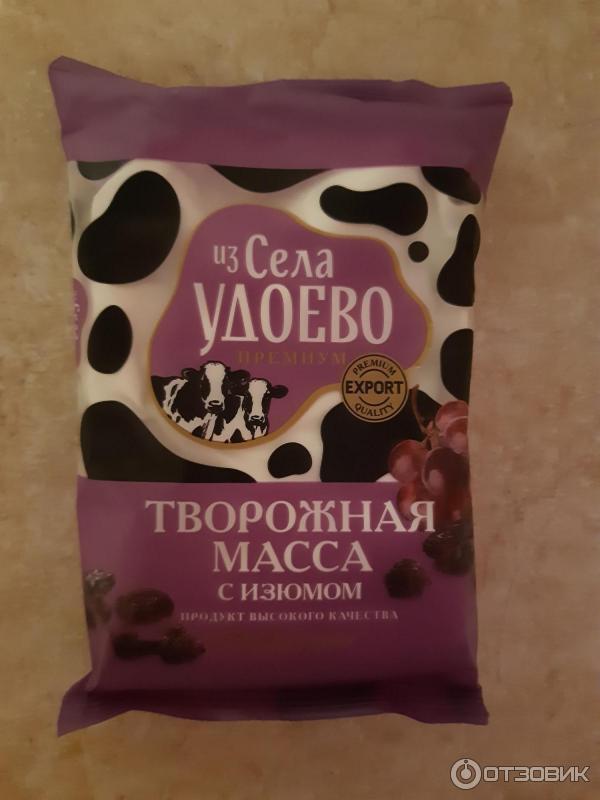 из Села
УДОЕВО
ПРЕМИУМ
PREMIUM
EXPORT
QUALITY
ТВОРОЖНАЯ
МАССА
С ИЗЮМОМ
ПРОДУКТ ВЫСОКОГО КАЧЕСТВА
ОТЗОВИК